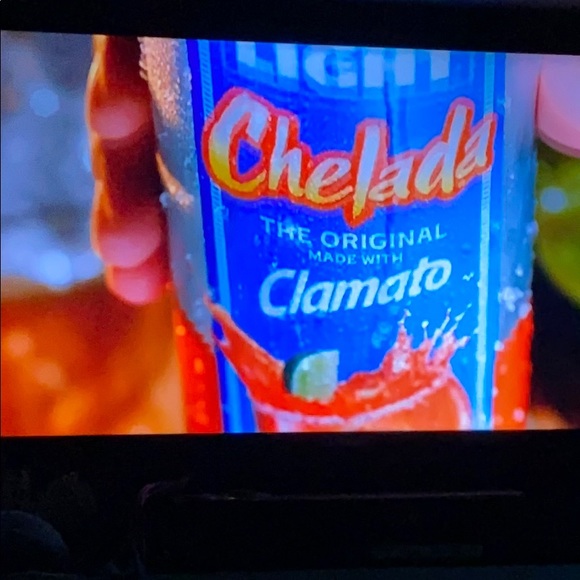 LIGHT
Chelada
THE ORIGINAL
MADE WITH
Clamato